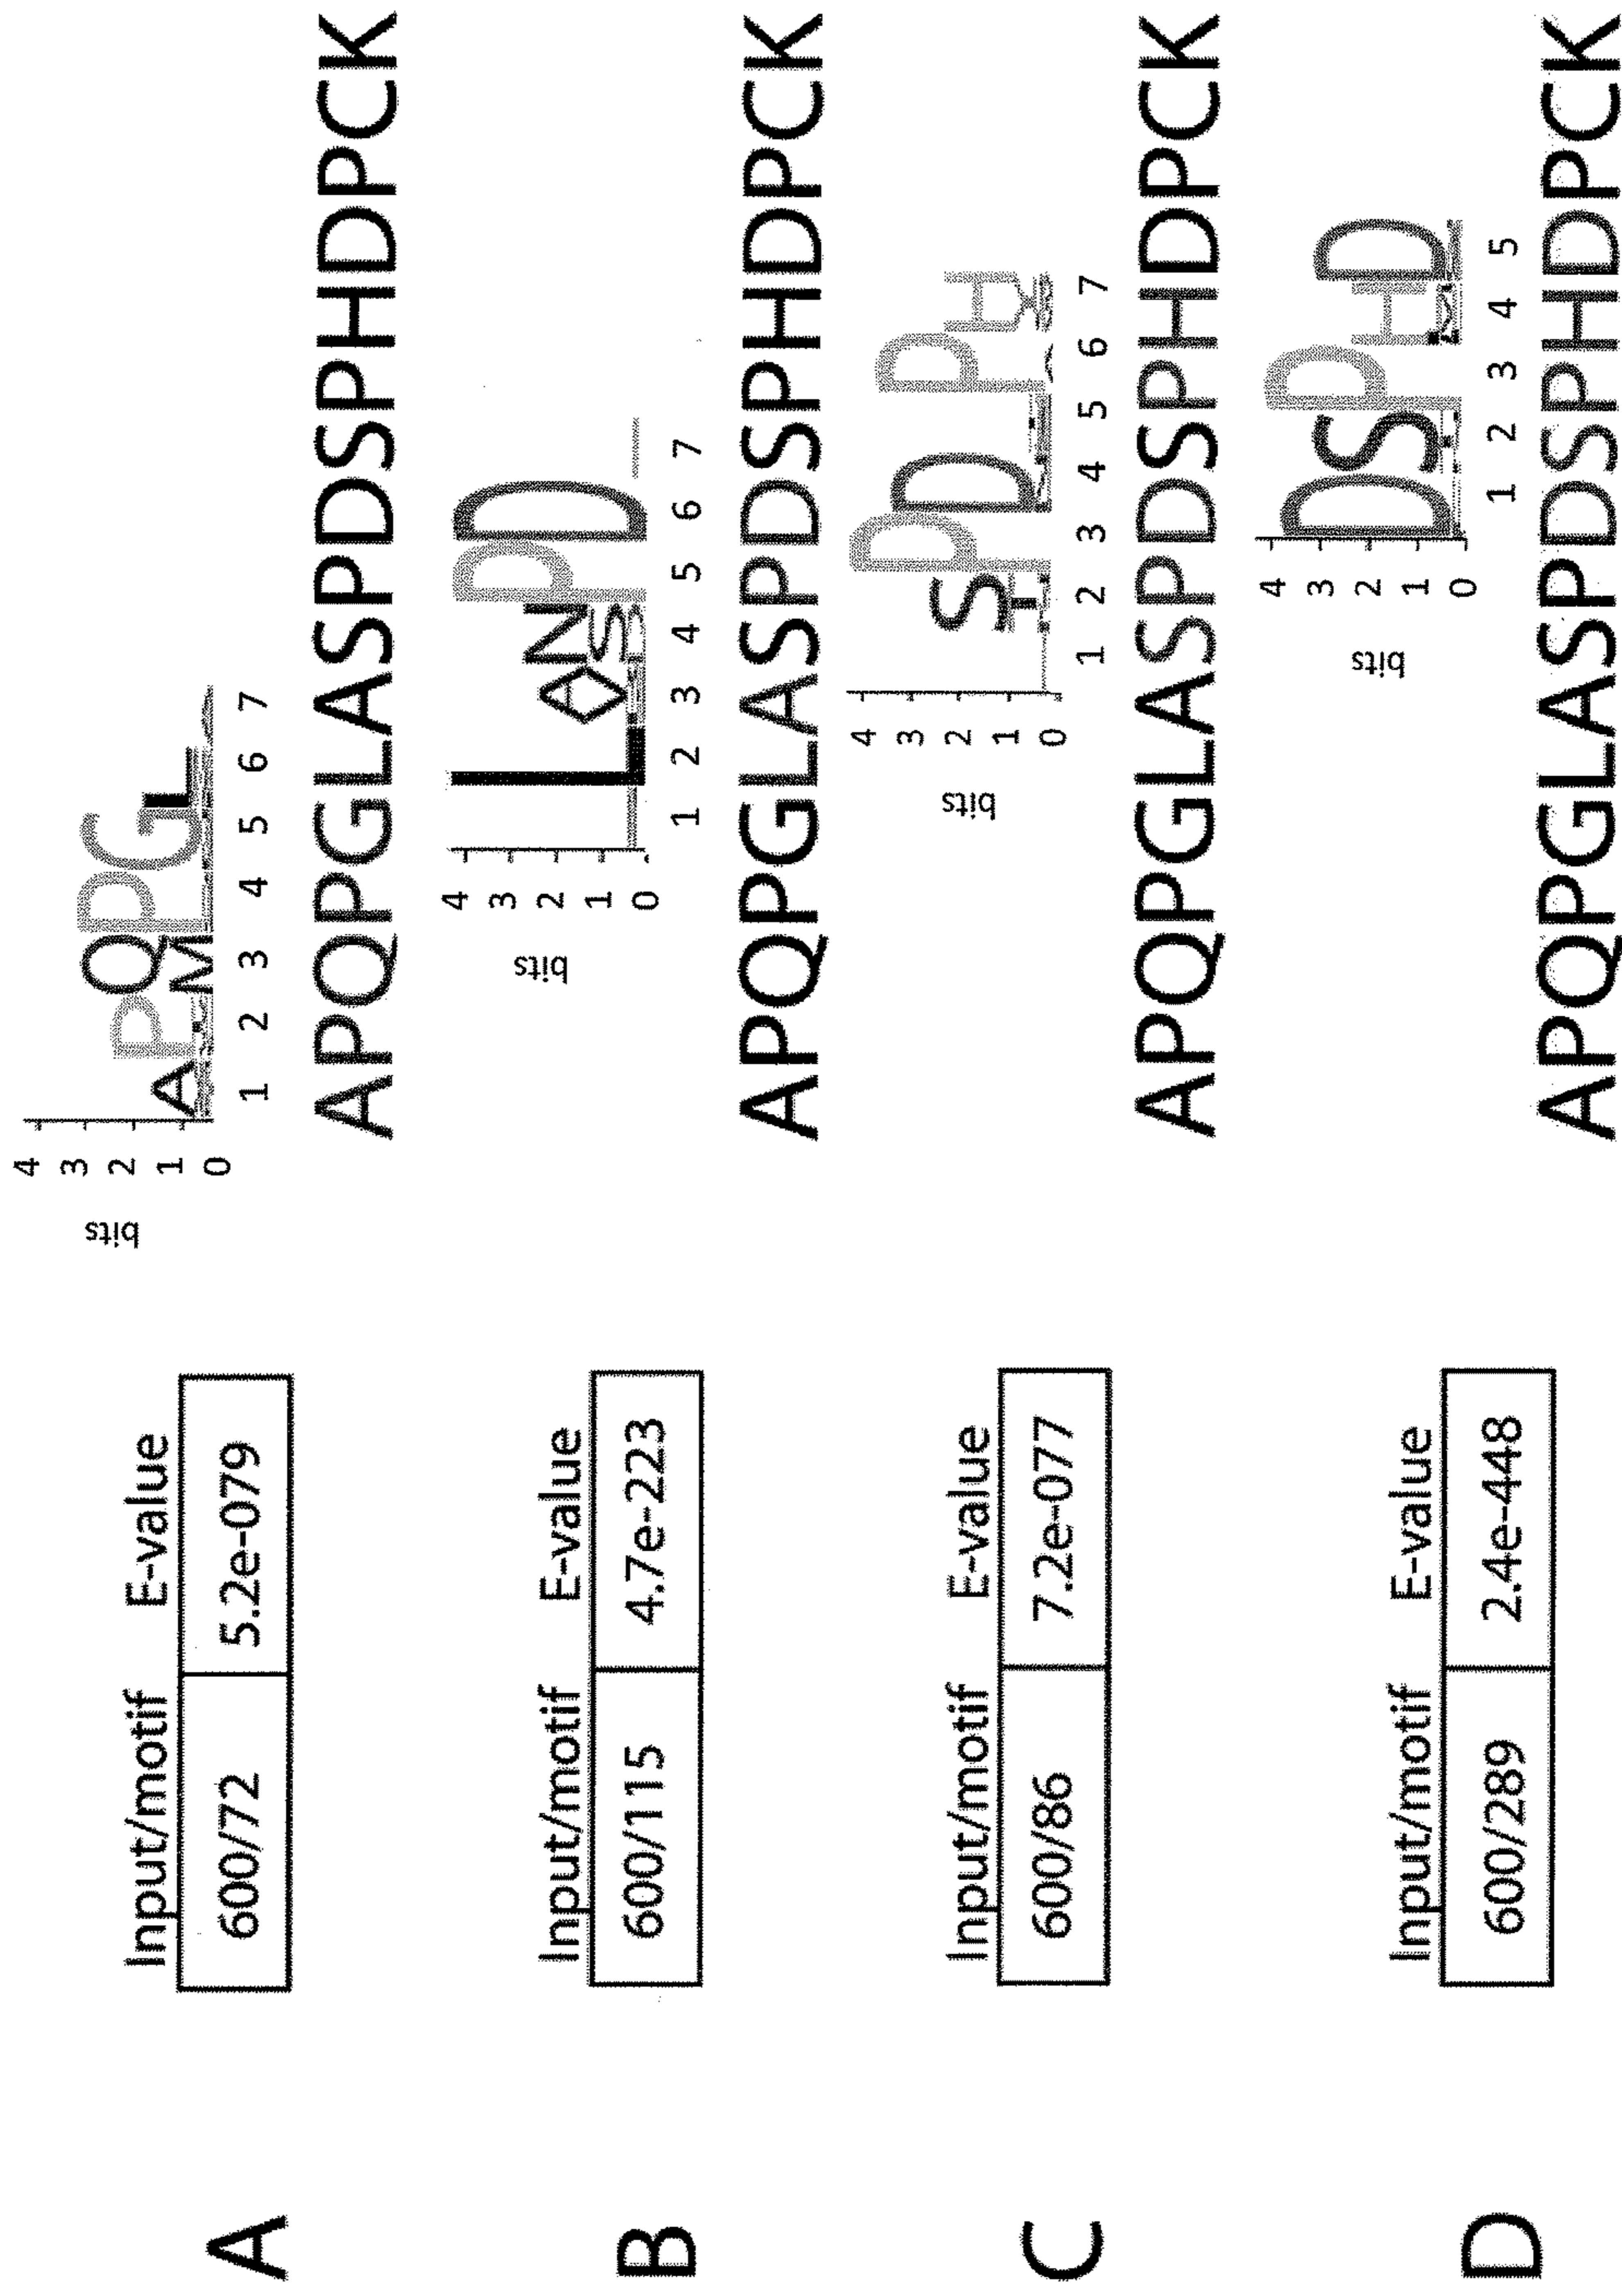 A
Input/motif E-value
600/72 5.2e-079
bits
4
3
2
1
0
A P Q P G L
M
1 2 3 4 5 6 7
APQPGLASPDSPHDPCK
B
Input/motif E-value
600/115 4.7e-223
bits
4
3
2
1
0
L A N P D
S
1 2 3 4 5 6 7
APQPGLASPDSPHDPCK
C
Input/motif E-value
600/86 7.2e-077
bits
4
3
2
1
0
S P D P H
T
1 2 3 4 5 6 7
APQPGLASPDSPHDPCK
D
Input/motif E-value
600/289 2.4e-448
bits
4
3
2
1
0
D S P H D
1 2 3 4 5
APQPGLASPDSPHDPCK